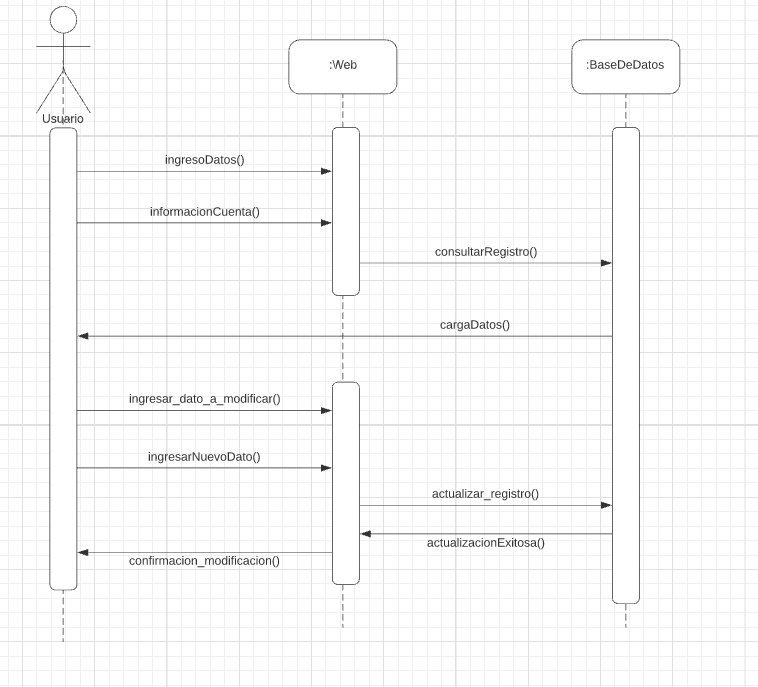 :Web
:BaseDeDatos
Usuario
ingresoDatos()
informacionCuenta()
consultarRegistro()
cargaDatos()
ingresar_dato_a_modificar()
ingresarNuevoDato()
actualizar_registro()
actualizacionExitosa()
confirmacion_modificacion()